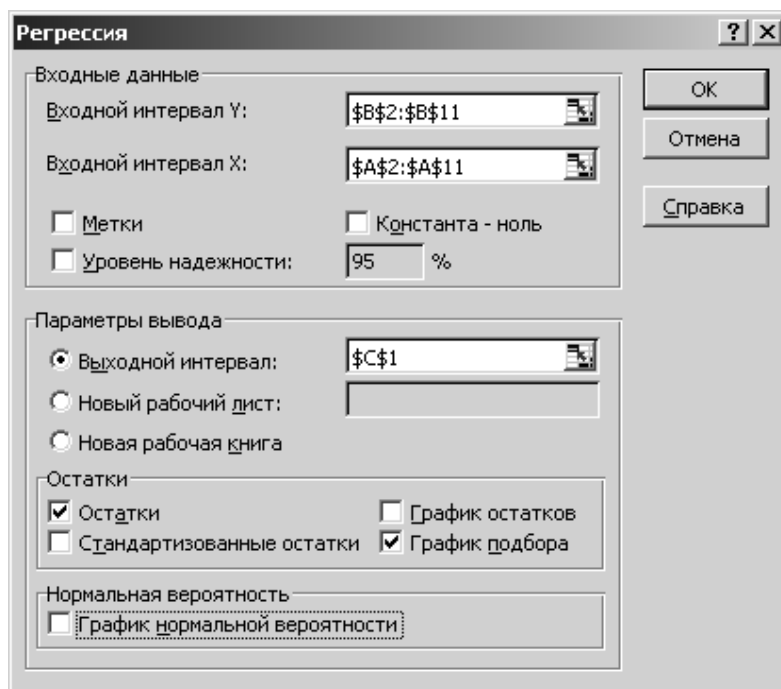 Регрессия
Входные данные
Входной интервал Y: $B$2:$B$11
Входной интервал X: $A$2:$A$11
Метки Константа - ноль
Уровень надежности: 95 %
OK
Отмена
Справка
Параметры вывода
Выходной интервал: $C$1
Новый рабочий лист:
Новая рабочая книга
Остатки
Остатки График остатков
Стандартизованные остатки График подбора
Нормальная вероятность
График нормальной вероятности